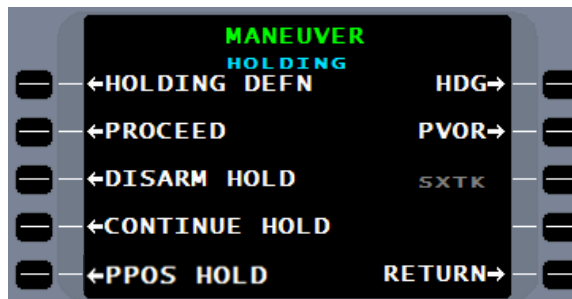 MANEUVER
HOLDING
←HOLDING DEFN HDG→
←PROCEED PVOR→
←DISARM HOLD SXTK
←CONTINUE HOLD
←PPOS HOLD RETURN→